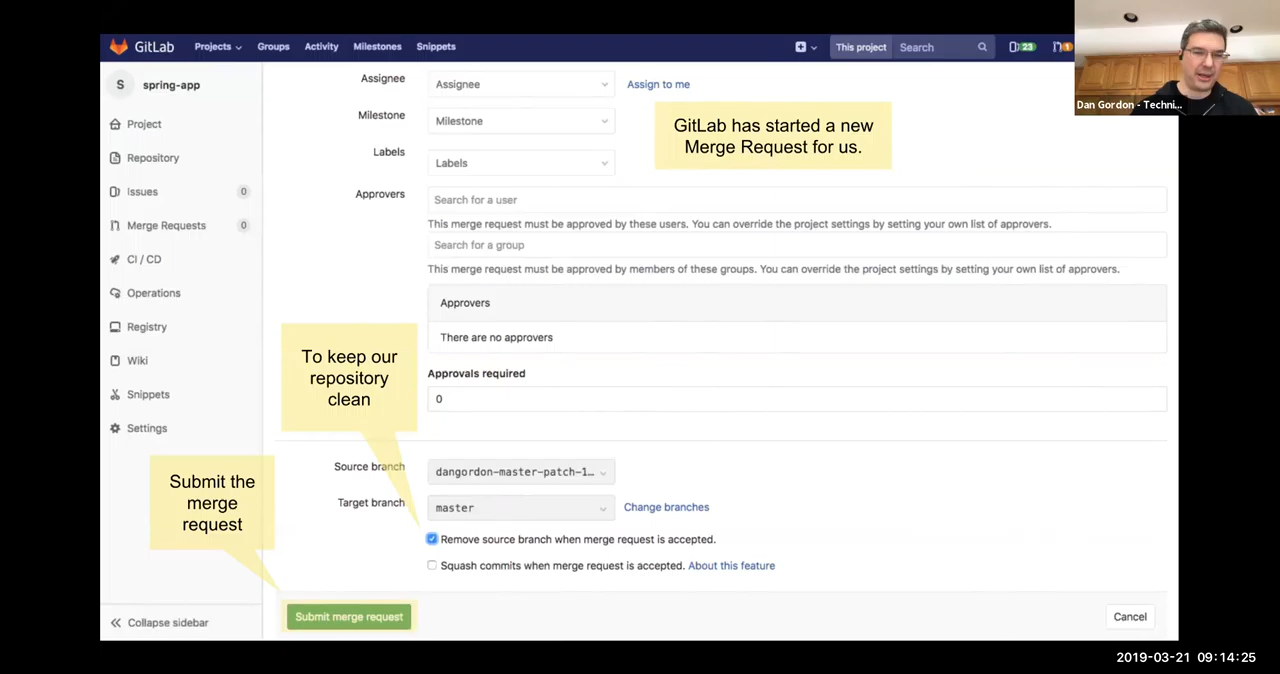 GitLab Projects Groups Activity Milestones Snippets This project Search 23 1
Dan Gordon - Techni...
S spring-app
Project
Repository
Issues 0
Merge Requests 0
CI / CD
Operations
Registry
Wiki
Snippets
Settings
Collapse sidebar
Assignee Assignee Assign to me
Milestone Milestone
Labels Labels
GitLab has started a new
Merge Request for us.
Approvers Search for a user
This merge request must be approved by these users. You can override the project settings by setting your own list of approvers.
Search for a group
This merge request must be approved by members of these groups. You can override the project settings by setting your own list of approvers.
Approvers
There are no approvers
To keep our
repository
clean
Approvals required
0
Source branch dangordon-master-patch-1...
Submit the
merge
request
Target branch master Change branches
Remove source branch when merge request is accepted.
Squash commits when merge request is accepted. About this feature
Submit merge request Cancel
2019-03-21 09:14:25